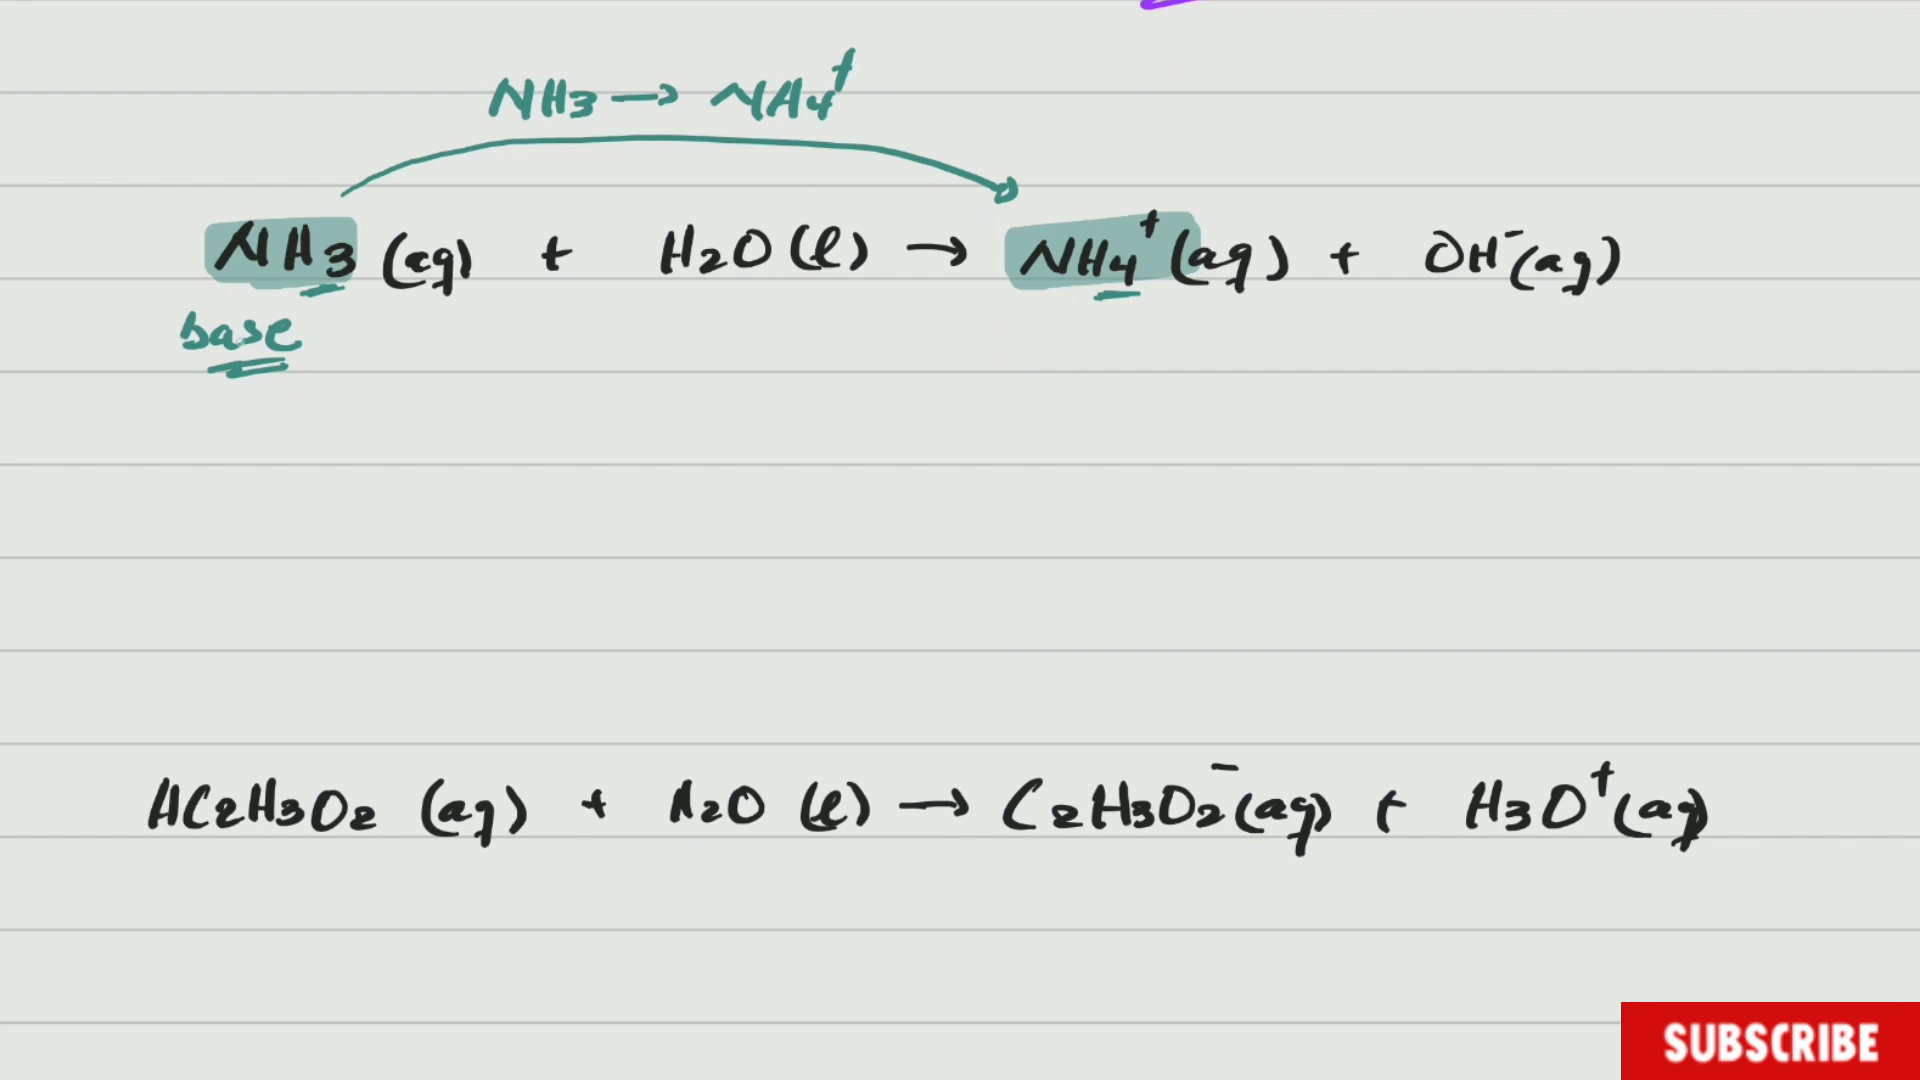 NH3 → NH4⁺
NH3 (aq) + H2O (l) → NH4⁺ (aq) + OH⁻ (aq)
base
HC2H3O2 (aq) + H2O (l) → C2H3O2⁻ (aq) + H3O⁺ (aq)
SUBSCRIBE